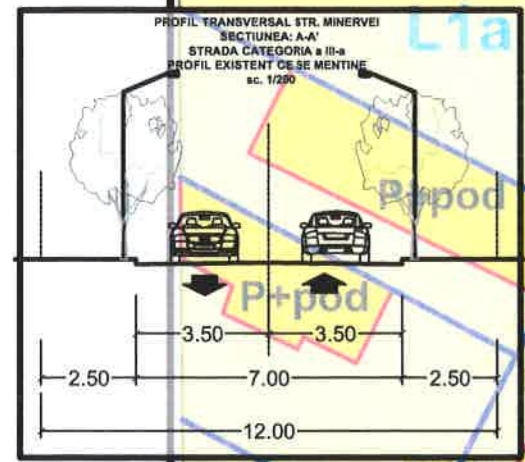 PROFIL TRANSVERSAL STR. MINERVEI
SECTIUNEA: A-A'
STRADA CATEGORIA a III-a
PROFIL EXISTENT CE SE MENTINE
sc. 1/200
L1a
P+pod
P+pod
3.50 3.50
2.50 7.00 2.50
12.00